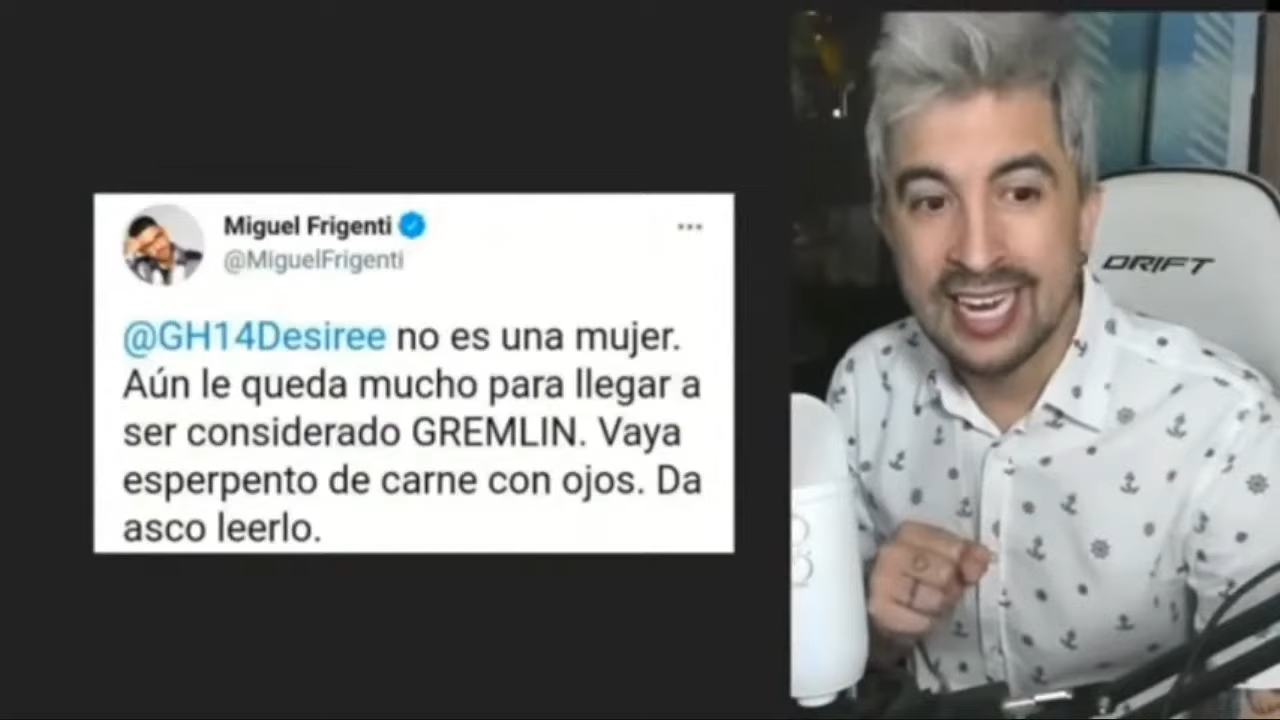 Miguel Frigenti
@MiguelFrigenti
@GH14Desiree no es una mujer.
Aún le queda mucho para llegar a
ser considerado GREMLIN. Vaya
esperpento de carne con ojos. Da
asco leerlo.
DRIFT